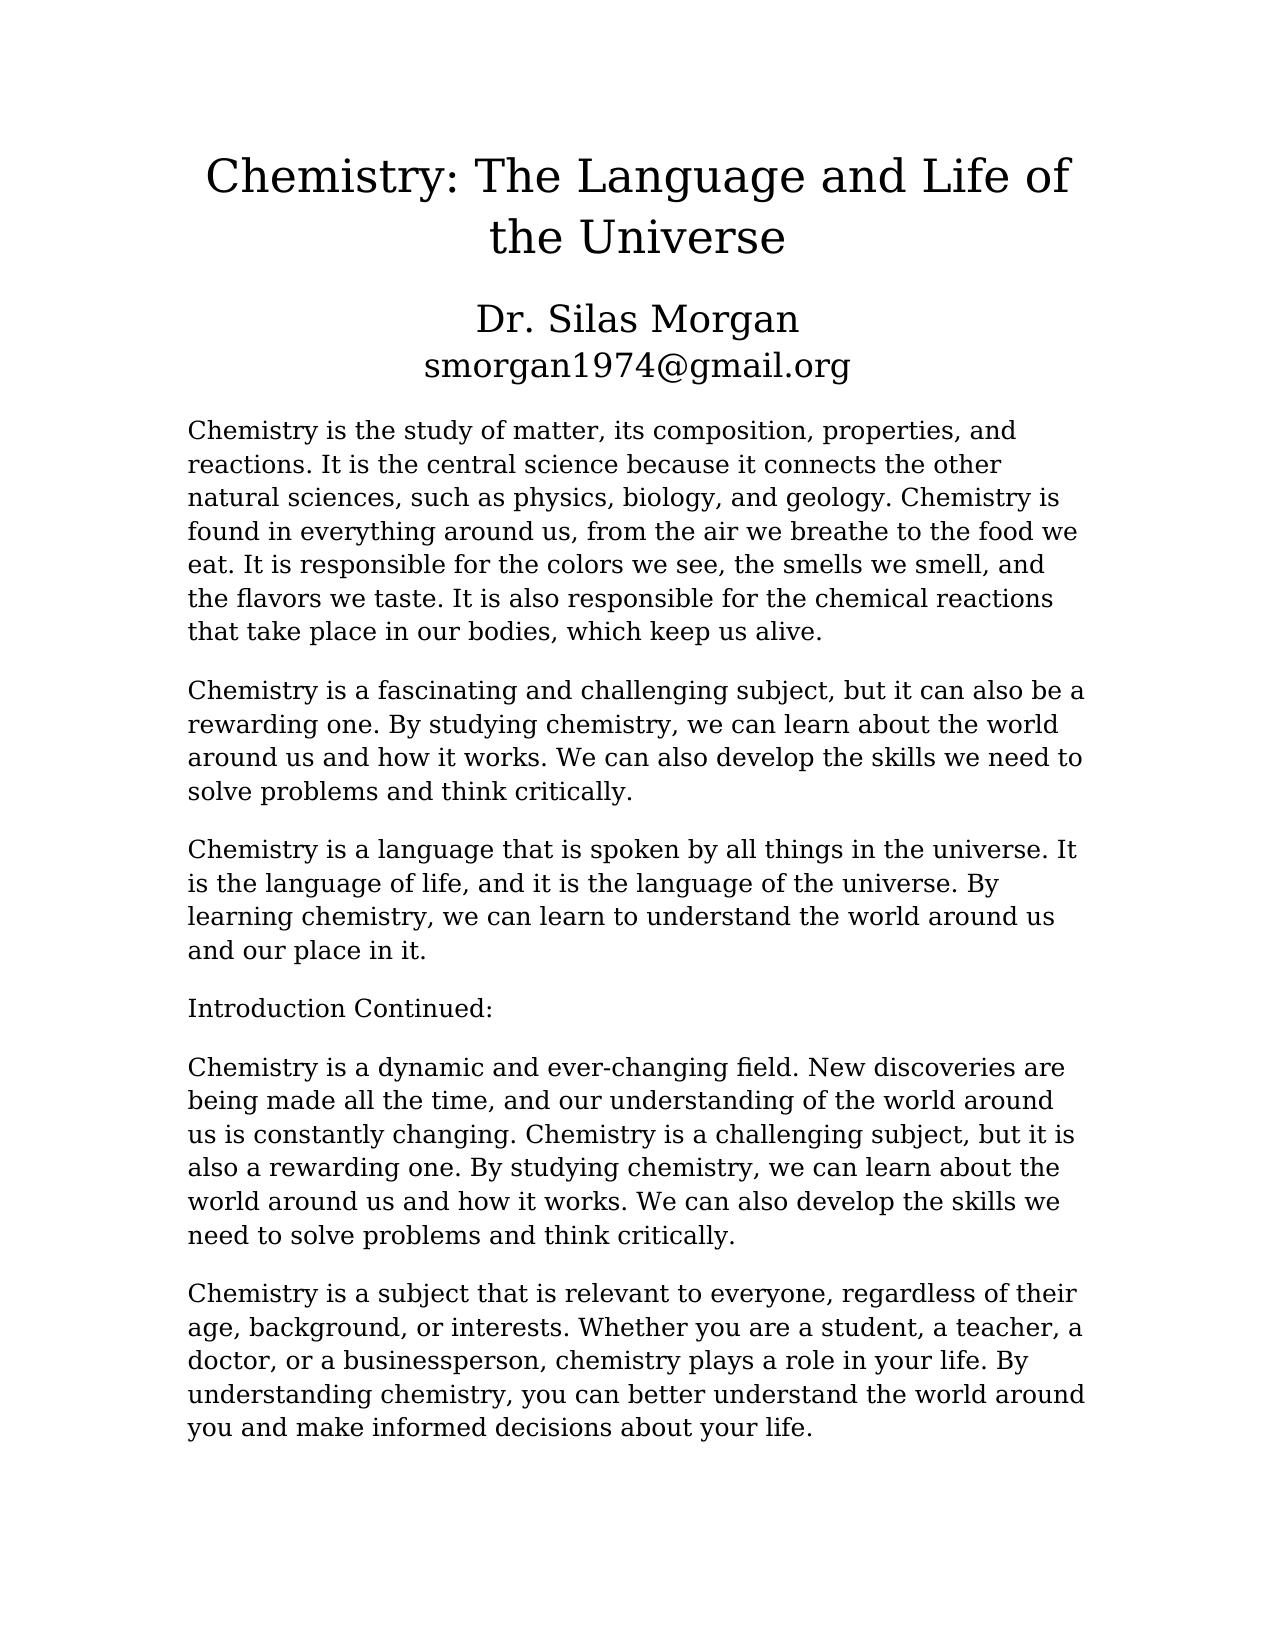 Chemistry: The Language and Life of
the Universe
Dr. Silas Morgan
smorgan1974@gmail.org
Chemistry is the study of matter, its composition, properties, and
reactions. It is the central science because it connects the other
natural sciences, such as physics, biology, and geology. Chemistry is
found in everything around us, from the air we breathe to the food we
eat. It is responsible for the colors we see, the smells we smell, and
the flavors we taste. It is also responsible for the chemical reactions
that take place in our bodies, which keep us alive.
Chemistry is a fascinating and challenging subject, but it can also be a
rewarding one. By studying chemistry, we can learn about the world
around us and how it works. We can also develop the skills we need to
solve problems and think critically.
Chemistry is a language that is spoken by all things in the universe. It
is the language of life, and it is the language of the universe. By
learning chemistry, we can learn to understand the world around us
and our place in it.
Introduction Continued:
Chemistry is a dynamic and ever-changing field. New discoveries are
being made all the time, and our understanding of the world around
us is constantly changing. Chemistry is a challenging subject, but it is
also a rewarding one. By studying chemistry, we can learn about the
world around us and how it works. We can also develop the skills we
need to solve problems and think critically.
Chemistry is a subject that is relevant to everyone, regardless of their
age, background, or interests. Whether you are a student, a teacher, a
doctor, or a businessperson, chemistry plays a role in your life. By
understanding chemistry, you can better understand the world around
you and make informed decisions about your life.